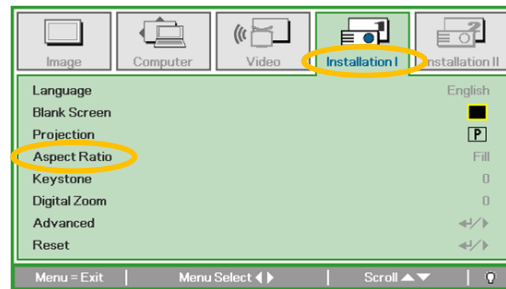 Image Computer Video Installation I Installation II
Language English
Blank Screen
Projection P
Aspect Ratio Fill
Keystone 0
Digital Zoom 0
Advanced
Reset
Menu = Exit Menu Select Scroll